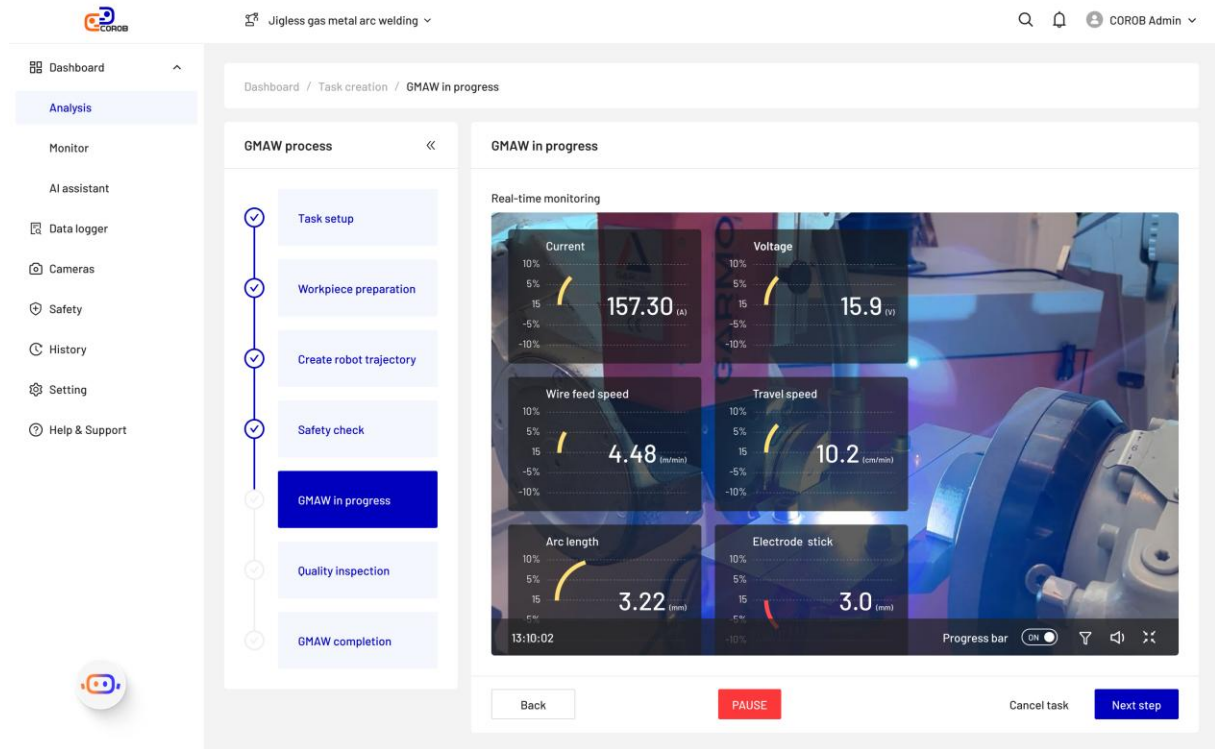 COROB
Jigless gas metal arc welding
COROB Admin
Dashboard
Analysis
Monitor
AI assistant
Data logger
Cameras
Safety
History
Setting
Help & Support
Dashboard / Task creation / GMAW in progress
GMAW process
Task setup
Workpiece preparation
Create robot trajectory
Safety check
GMAW in progress
Quality inspection
GMAW completion
GMAW in progress
Real-time monitoring
Current
10%
5%
15
-5%
-10%
157.30 (A)
Voltage
10%
5%
15
-5%
-10%
15.9 (V)
Wire feed speed
10%
5%
15
-5%
-10%
4.48 (m/min)
Travel speed
10%
5%
15
-5%
-10%
10.2 (cm/min)
Arc length
10%
5%
15
-5%
3.22 (mm)
Electrode stick
10%
5%
15
-5%
-10%
3.0 (mm)
13:10:02
Progress bar
ON
Back
PAUSE
Cancel task
Next step